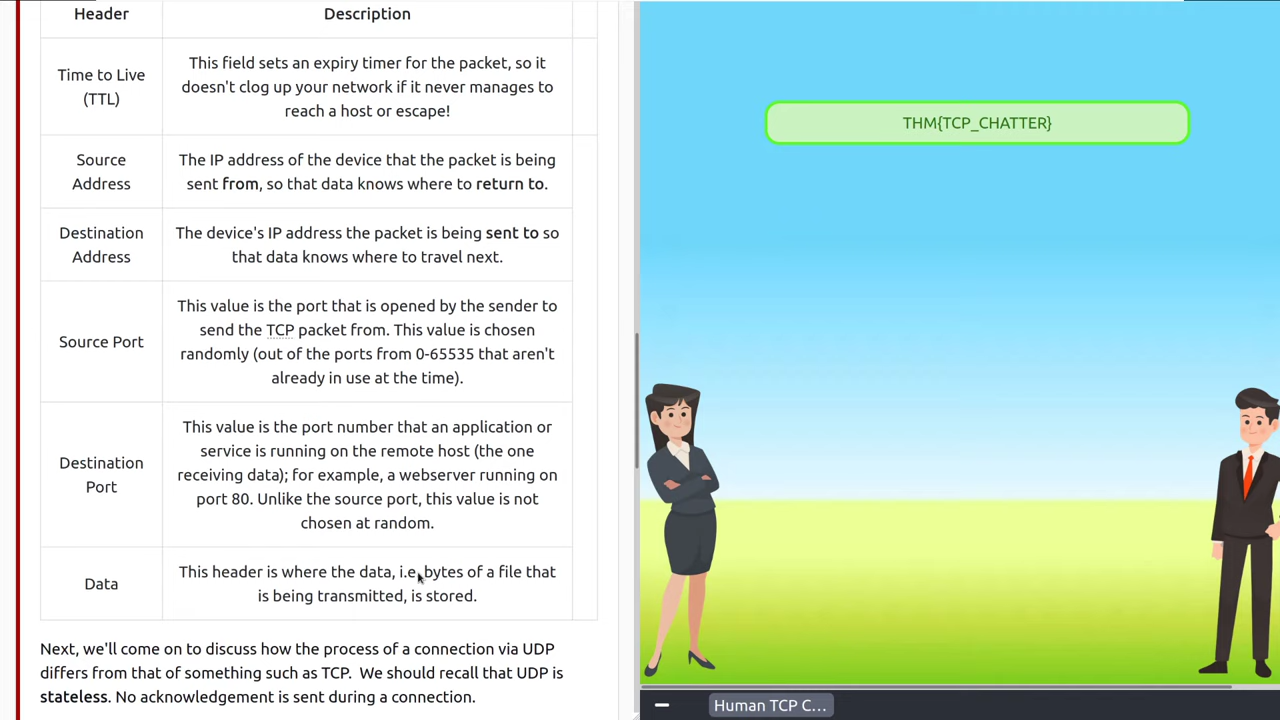 Header
Description
Time to Live
(TTL)
This field sets an expiry timer for the packet, so it
doesn't clog up your network if it never manages to
reach a host or escape!
Source
Address
The IP address of the device that the packet is being
sent from, so that data knows where to return to.
Destination
Address
The device's IP address the packet is being sent to so
that data knows where to travel next.
Source Port
This value is the port that is opened by the sender to
send the TCP packet from. This value is chosen
randomly (out of the ports from 0-65535 that aren't
already in use at the time).
Destination
Port
This value is the port number that an application or
service is running on the remote host (the one
receiving data); for example, a webserver running on
port 80. Unlike the source port, this value is not
chosen at random.
Data
This header is where the data, i.e. bytes of a file that
is being transmitted, is stored.
Next, we'll come on to discuss how the process of a connection via UDP
differs from that of something such as TCP.  We should recall that UDP is
stateless. No acknowledgement is sent during a connection.
THM{TCP_CHATTER}
Human TCP C...